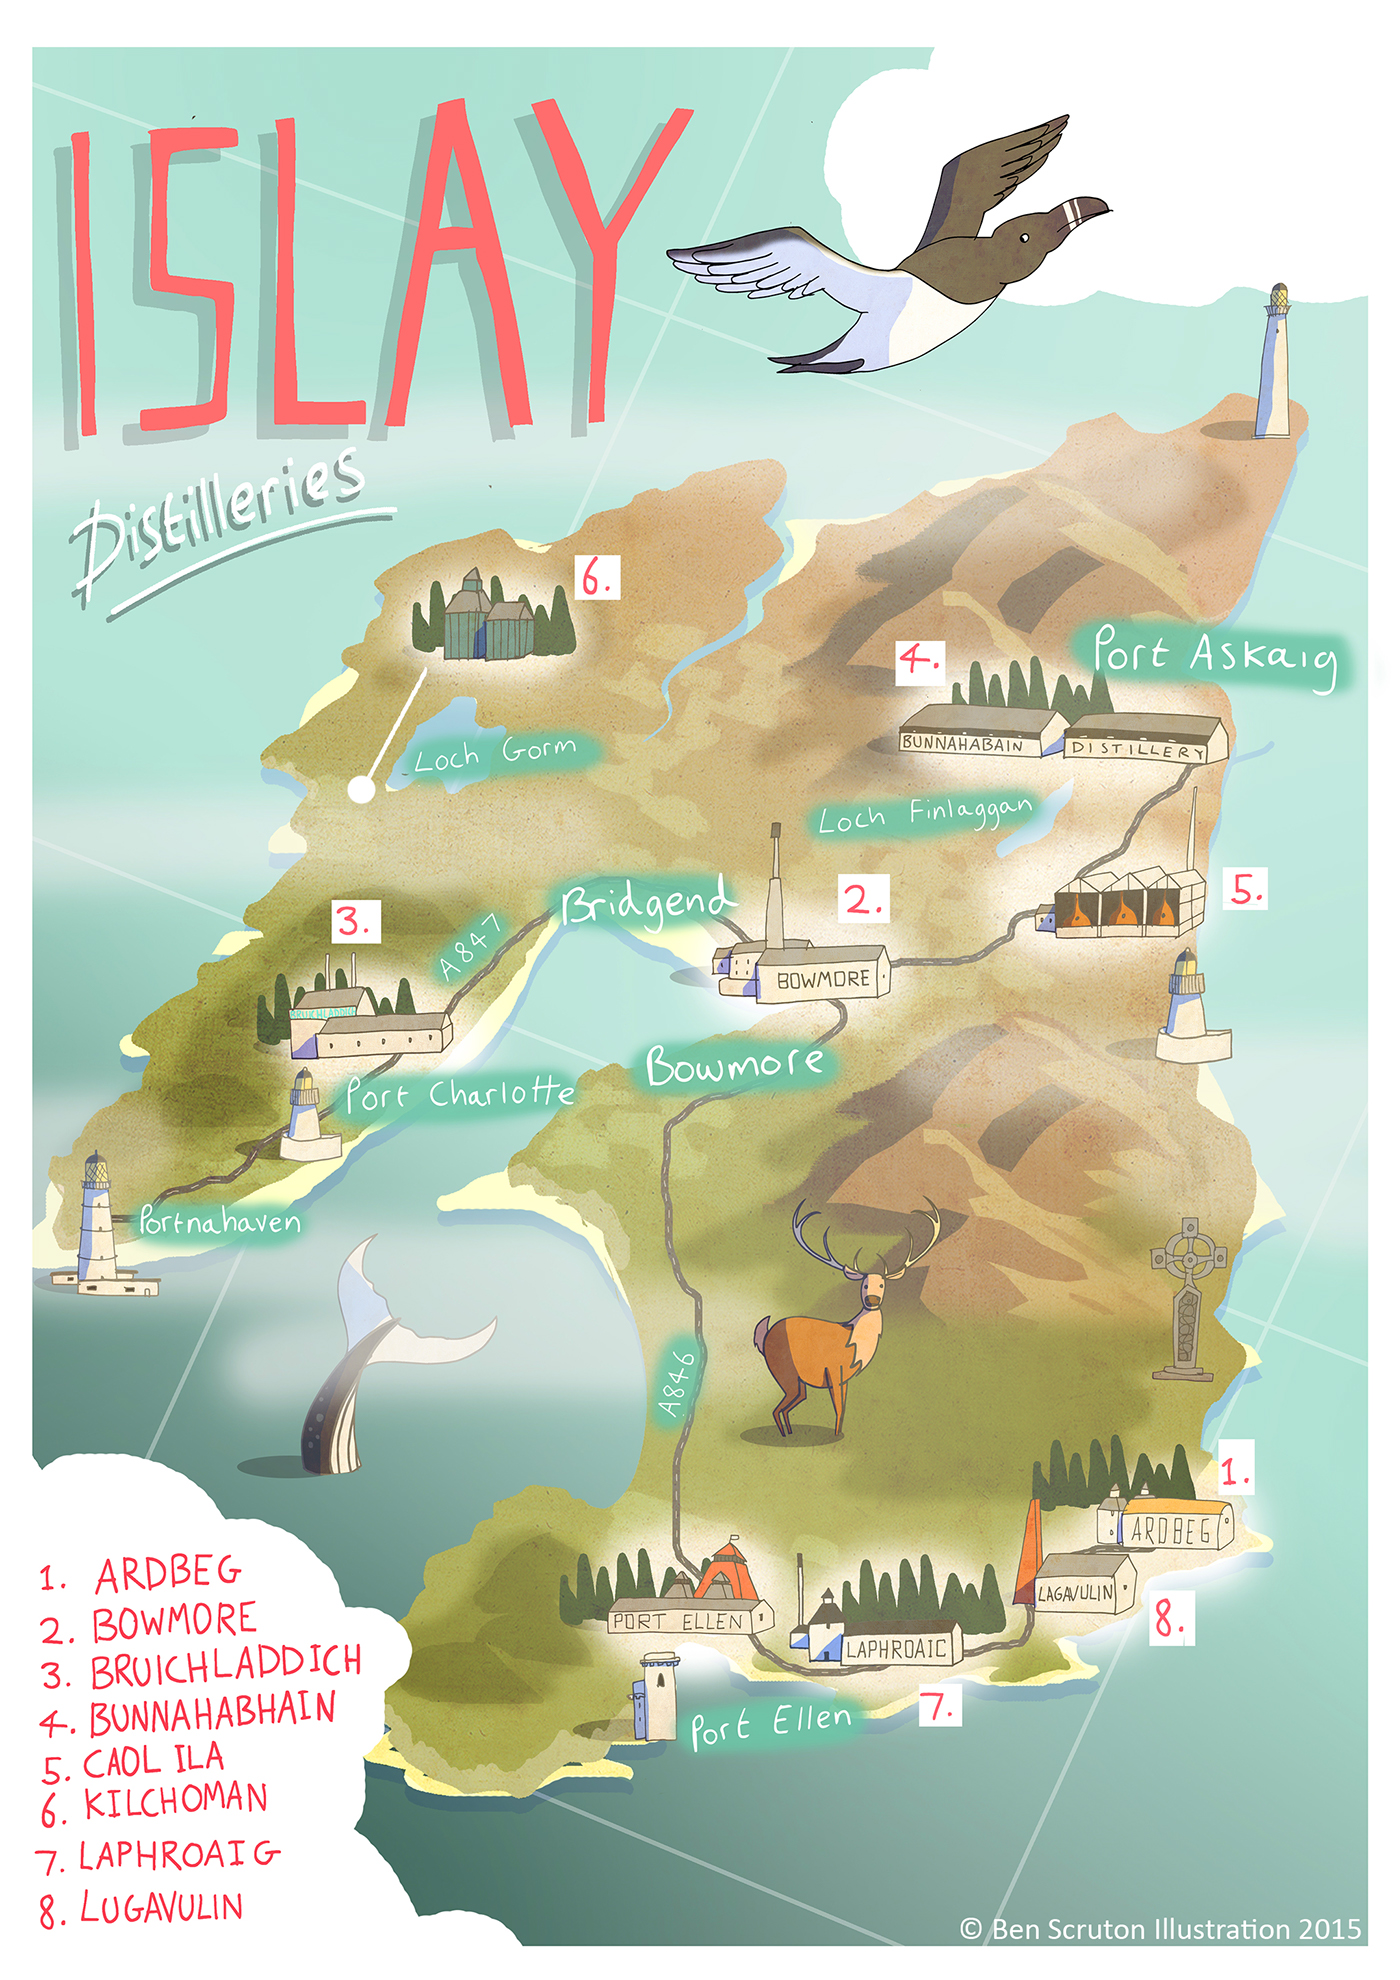 ISLAY
Distilleries
6.
Port Askaig
4.
BUNNAHABAIN DISTILLERY
Loch Gorm
Loch Finlaggan
5.
Bridgend
2.
3.
A847
BOWMORE
BRUICHLADDICH
Bowmore
Port Charlotte
Portnahaven
A846
1.
ARDBEG
LAGAVULIN
PORT ELLEN
8.
LAPHROAIG
7.
Port Ellen
1. ARDBEG
2. BOWMORE
3. BRUICHLADDICH
4. BUNNAHABHAIN
5. CAOL ILA
6. KILCHOMAN
7. LAPHROAIG
8. LUGAVULIN
© Ben Scruton Illustration 2015